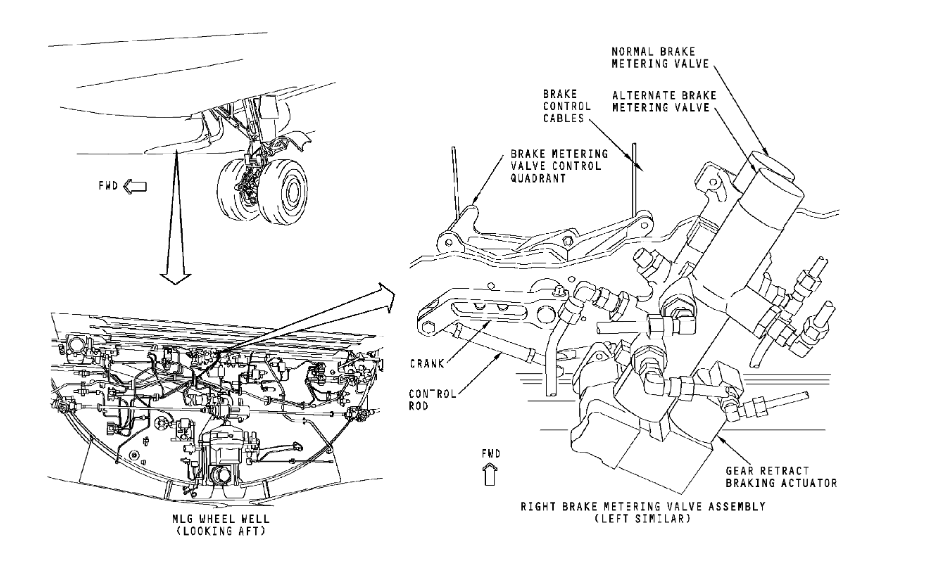 NORMAL BRAKE
METERING VALVE
BRAKE
CONTROL
CABLES
ALTERNATE BRAKE
METERING VALVE
BRAKE METERING
VALVE CONTROL
QUADRANT
FWD
CRANK
CONTROL
ROD
FWD
GEAR RETRACT
BRAKING ACTUATOR
RIGHT BRAKE METERING VALVE ASSEMBLY
(LEFT SIMILAR)
MLG WHEEL WELL
(LOOKING AFT)